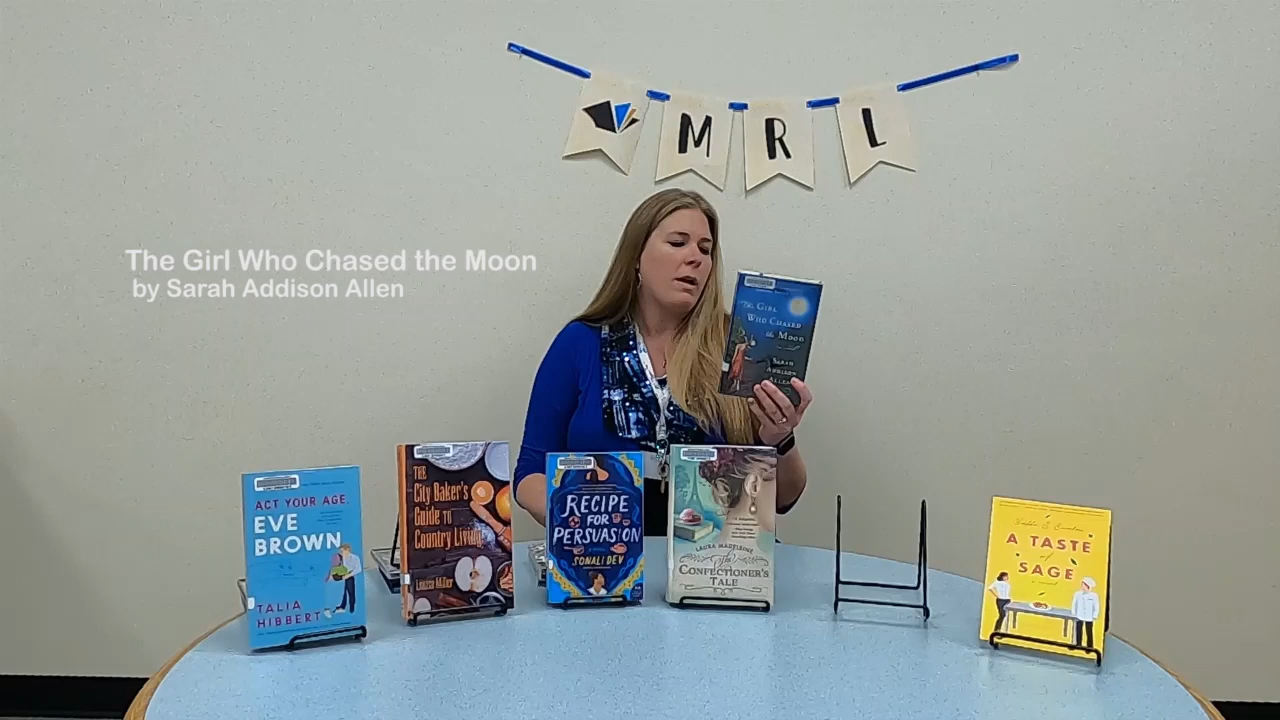 M R L
The Girl Who Chased the Moon
by Sarah Addison Allen
The Girl
Who Chased
the Moon
Sarah
Addison
Allen
ACT YOUR AGE
EVE
BROWN
TALIA
HIBBERT
THE
City Baker's
Guide to
Country Living
Louise Miller
RECIPE
FOR
PERSUASION
SONALI DEV
LAURA MADELEINE
The
CONFECTIONER'S
TALE
A TASTE
of
SAGE